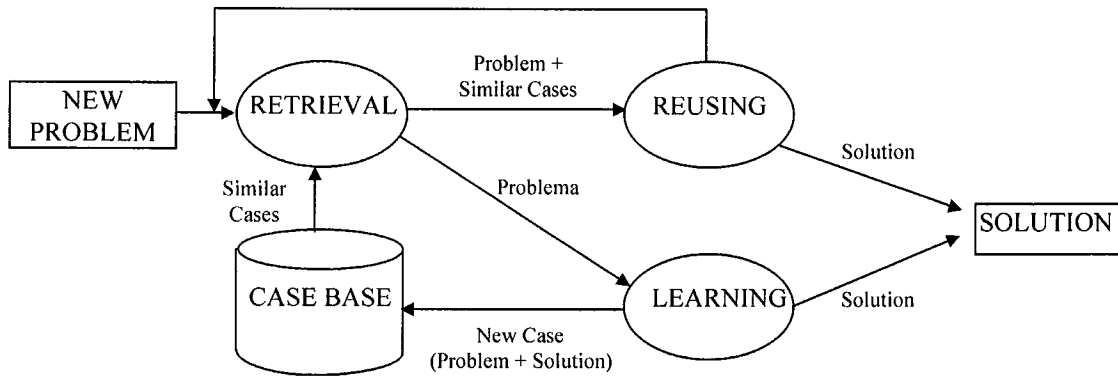 Problem +
Similar Cases
NEW
PROBLEM
RETRIEVAL
REUSING
Solution
Similar
Cases
Problema
SOLUTION
CASE BASE
LEARNING
Solution
New Case
(Problem + Solution)